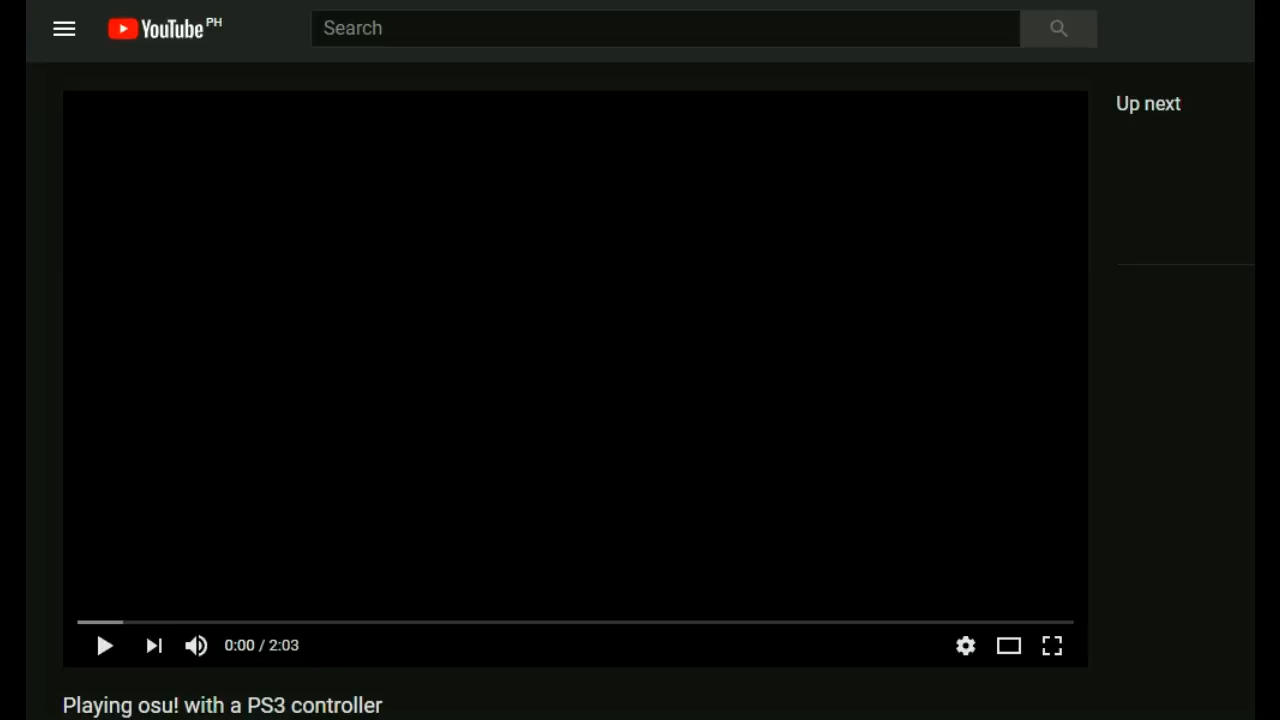 YouTube PH
Search
Up next
0:00 / 2:03
Playing osu! with a PS3 controller